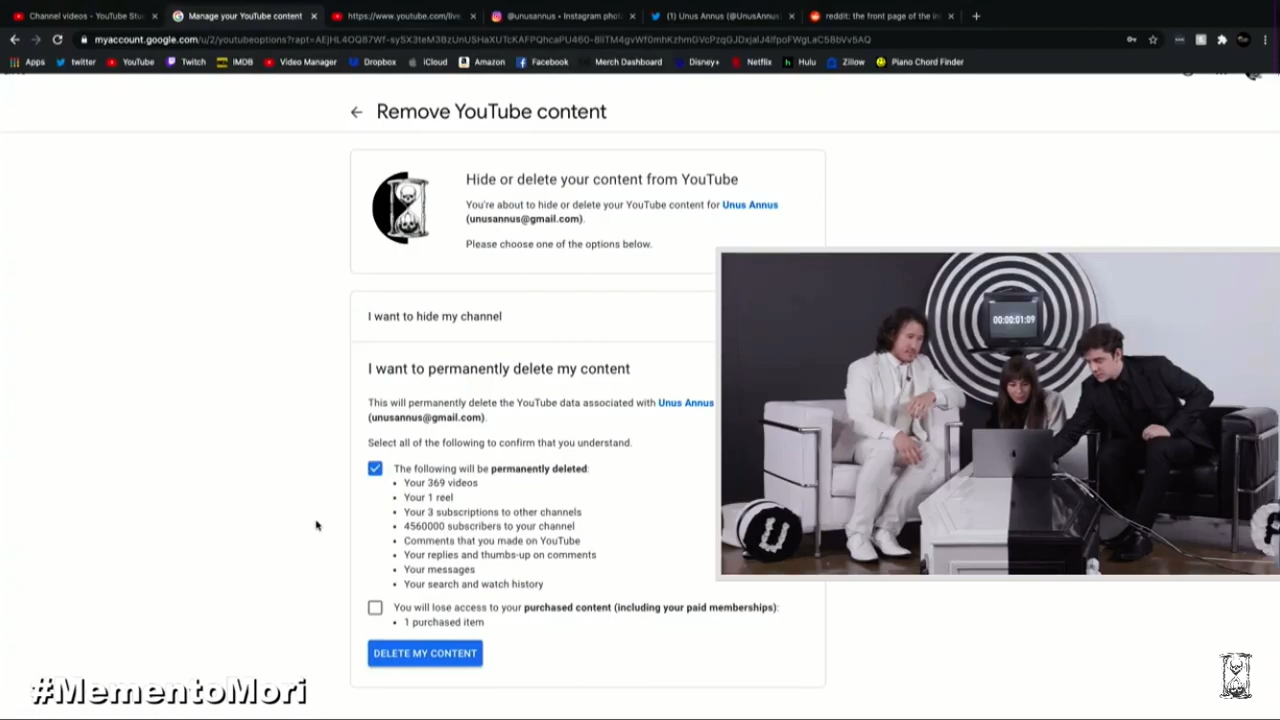 Channel videos - YouTube Stu
Manage your YouTube content
https://www.youtube.com/live
@unusannus • Instagram phot
(1) Unus Annus (@UnusAnnus
reddit: the front page of the in
Apps
twitter
YouTube
Twitch
IMDB
Video Manager
Dropbox
iCloud
Amazon
Facebook
Merch Dashboard
Disney+
Netflix
Hulu
Zillow
Piano Chord Finder
Remove YouTube content
Hide or delete your content from YouTube
You're about to hide or delete your YouTube content for Unus Annus
(unusannus@gmail.com).
Please choose one of the options below.
I want to hide my channel
I want to permanently delete my content
This will permanently delete the YouTube data associated with Unus Annus
(unusannus@gmail.com).
Select all of the following to confirm that you understand.
The following will be permanently deleted:
• Your 369 videos
• Your 1 reel
• Your 3 subscriptions to other channels
• 4560000 subscribers to your channel
• Comments that you made on YouTube
• Your replies and thumbs-up on comments
• Your messages
• Your search and watch history
You will lose access to your purchased content (including your paid memberships):
• 1 purchased item
DELETE MY CONTENT
00:00:01:09
U
#MementoMori